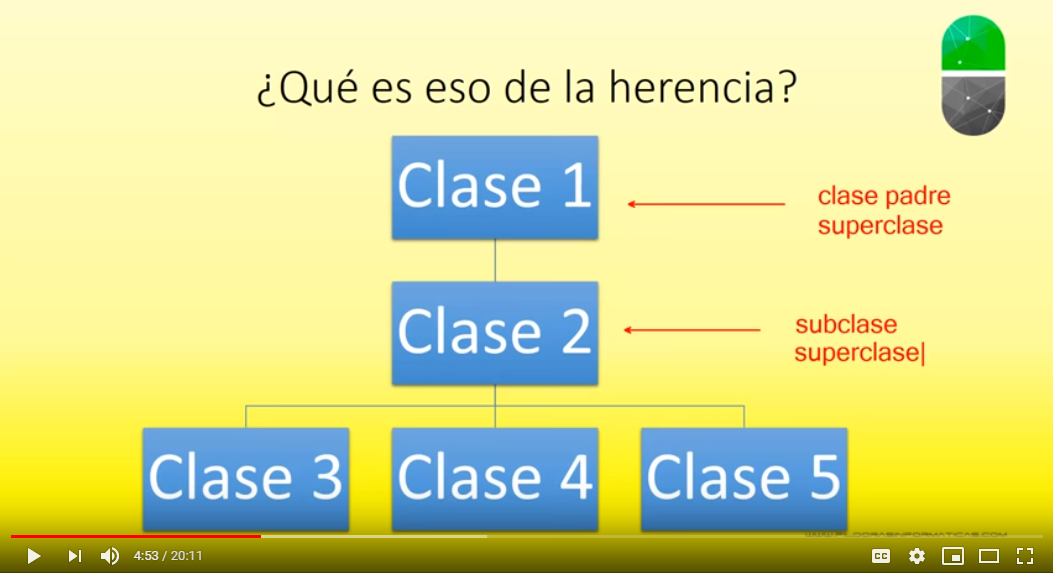 ¿Qué es eso de la herencia?
Clase 1
clase padre
superclase
Clase 2
subclase
superclase
Clase 3
Clase 4
Clase 5
WWW.PILDORASINFORMATICAS.COM
4:53 / 20:11
CC